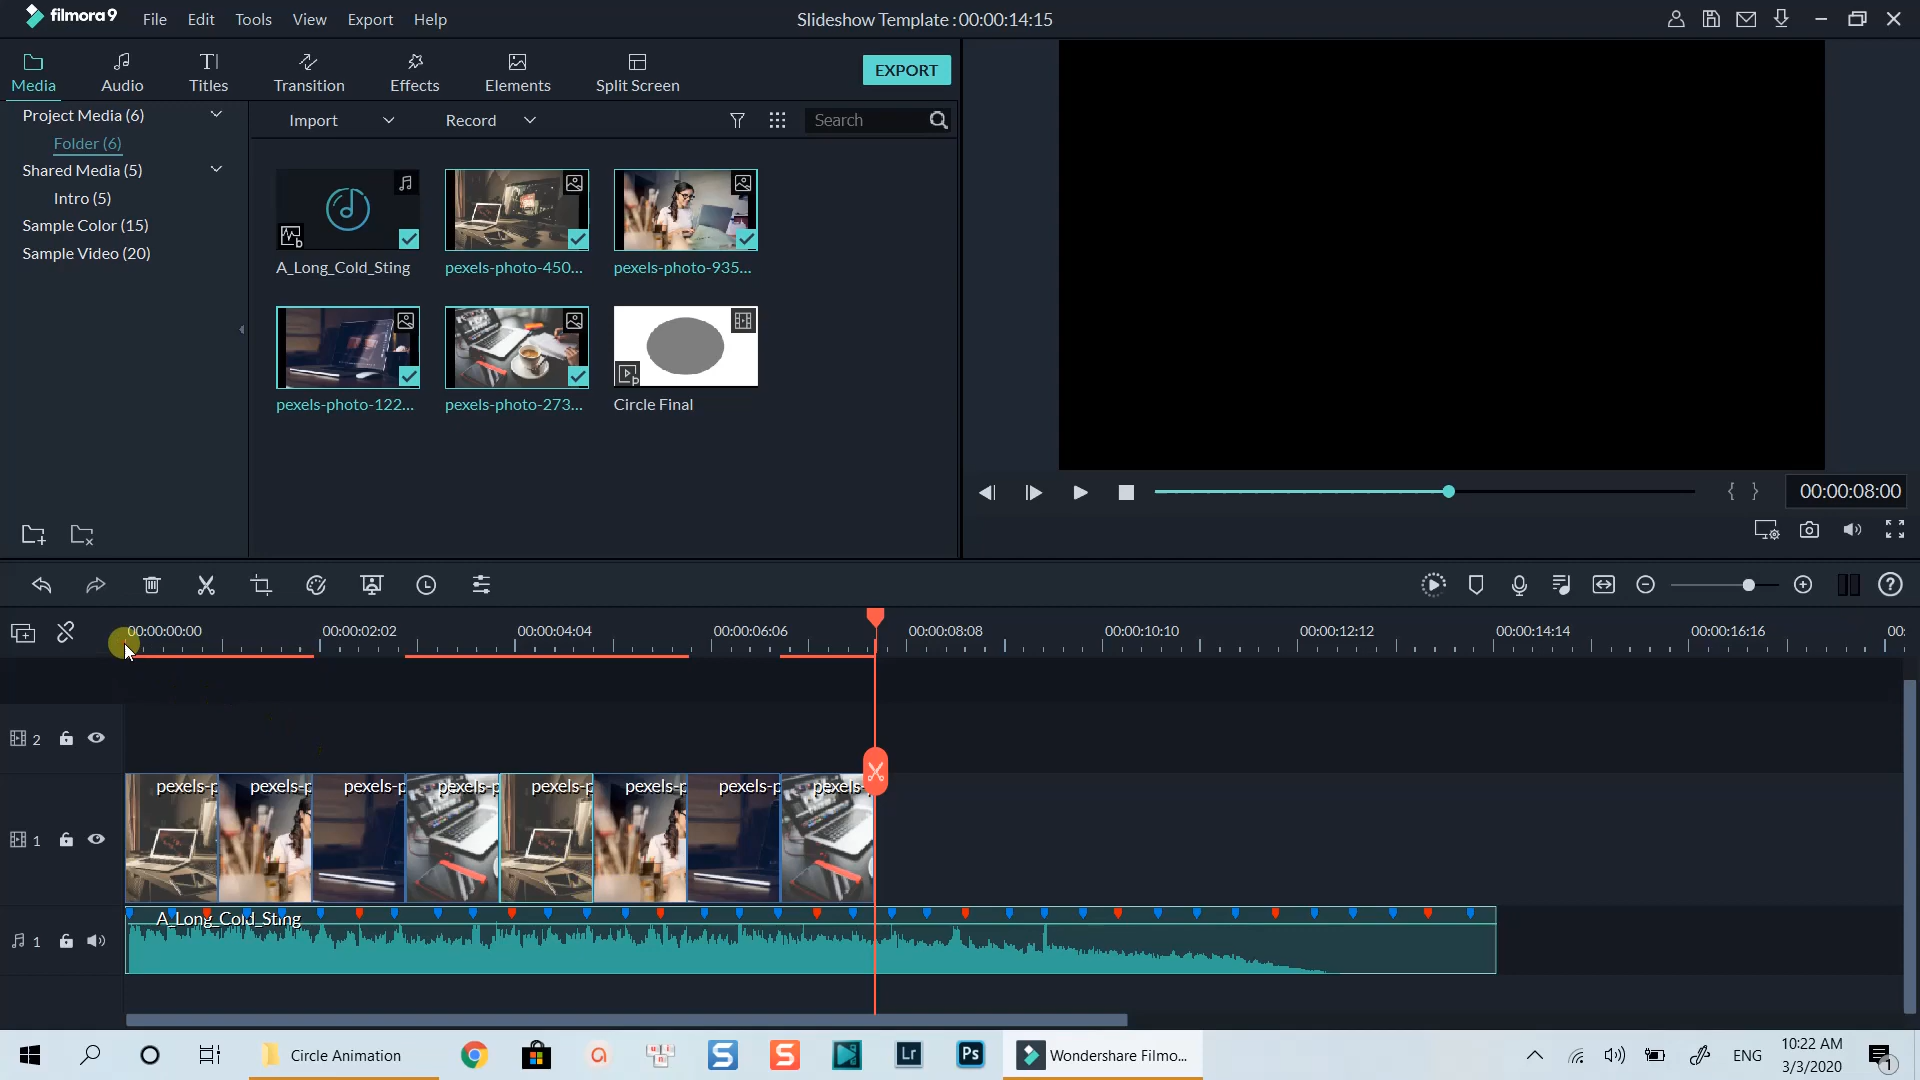 filmora9 File Edit Tools View Export Help Slideshow Template : 00:00:14:15
Media Audio Titles Transition Effects Elements Split Screen EXPORT
Project Media (6)
Folder (6)
Shared Media (5)
Intro (5)
Sample Color (15)
Sample Video (20)
Import Record Search
A_Long_Cold_Sting pexels-photo-450... pexels-photo-935...
pexels-photo-122... pexels-photo-273... Circle Final
00:00:08:00
00:00:00:00 00:00:02:02 00:00:04:04 00:00:06:06 00:00:08:08 00:00:10:10 00:00:12:12 00:00:14:14 00:00:16:16 00:
2
pexels-p pexels-p pexels-p pexels-p pexels-p pexels-p pexels-p pexels-
1
A_Long_Cold_Sting
1
Circle Animation Lr Ps Wondershare Filmo... ENG
10:22 AM
3/3/2020
1